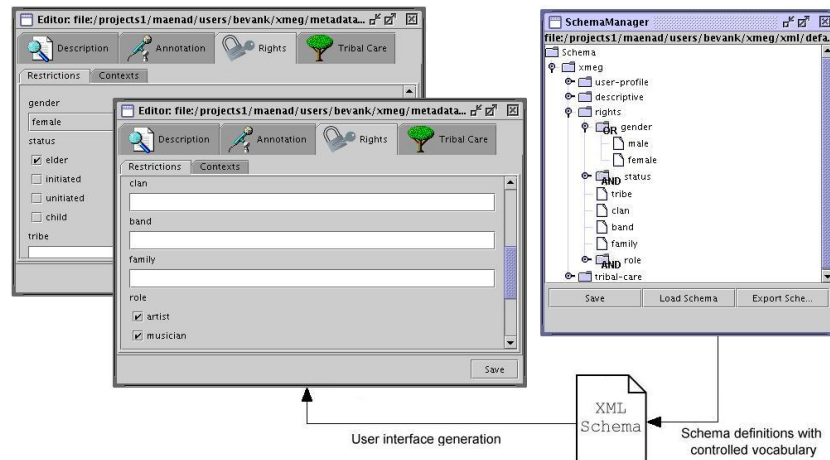 Editor: file:/projects1/maenad/users/bevank/xmeg/metadata...
Description Annotation Rights Tribal Care
Restrictions Contexts
gender
female
status
elder
initiated
unitiated
child
tribe
Editor: file:/projects1/maenad/users/bevank/xmeg/metadata...
Description Annotation Rights Tribal Care
Restrictions Contexts
clan
band
family
role
artist
musician
Save
SchemaManager
file:/projects1/maenad/users/bevank/xmeg/xml/defa.
Schema
xmeg
user-profile
descriptive
rights
OR gender
male
female
AND status
tribe
clan
band
family
AND role
tribal-care
Save Load Schema Export Sche...
XML
Schema
User interface generation
Schema definitions with
controlled vocabulary